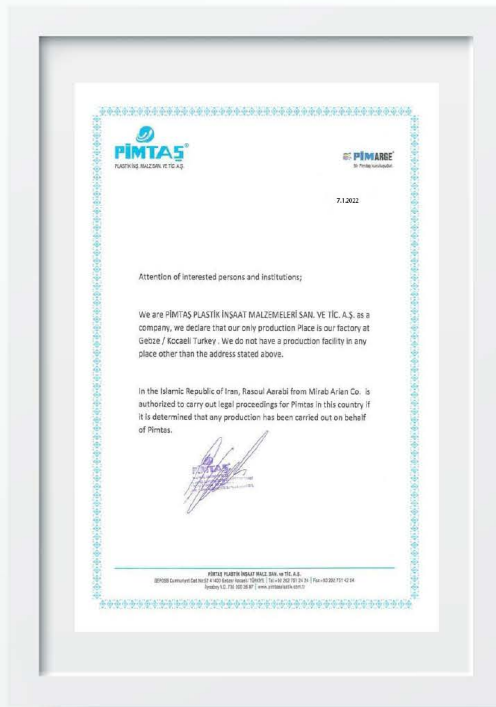 PİMTAŞ®
PLASTİK İNŞ. MALZ.SAN. VE TİC. A.Ş.
PİMARGE
7.1.2022
Attention of interested persons and institutions;
We are PİMTAŞ PLASTİK İNŞAAT MALZEMELERİ SAN. VE TİC. A.Ş. as a
company, we declare that our only production Place is our factory at
Gebze / Kocaeli Turkey . We do not have a production facility in any
place other than the address stated above.
In the Islamic Republic of Iran, Rasoul Aarabi from Mirab Arian Co. is
authorized to carry out legal proceedings for Pimtas in this country if
it is determined that any production has been carried out on behalf
of Pimtas.
PİMTAŞ
PİMTAŞ PLASTİK İNŞAAT MALZ. SAN. ve TİC. A.Ş.